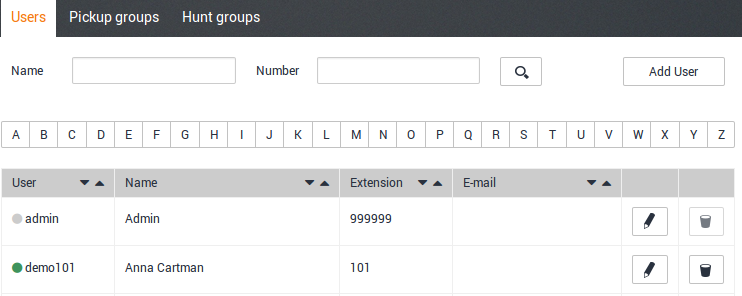 Users Pickup groups Hunt groups
Name Number Add User
A B C D E F G H I J K L M N O P Q R S T U V W X Y Z
User Name Extension E-mail
admin Admin 999999
demo101 Anna Cartman 101